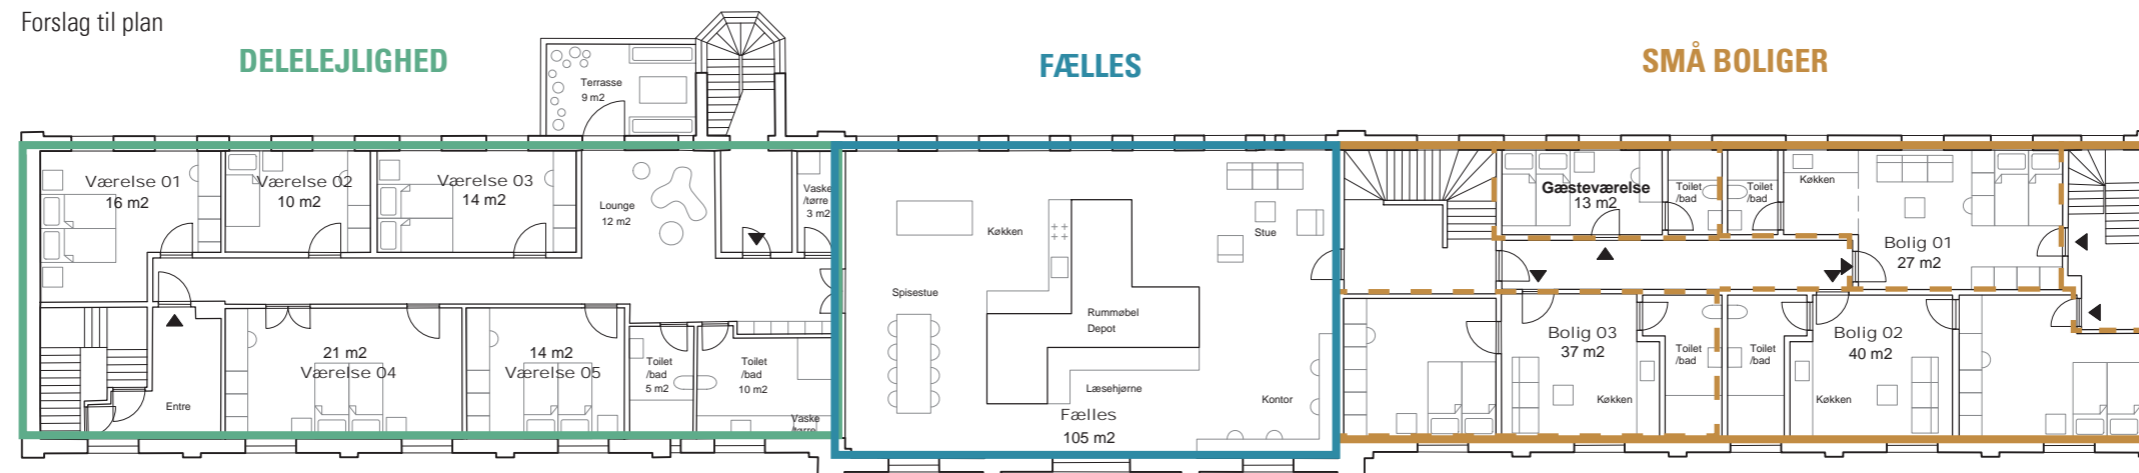 Forslag til plan
DELELEJLIGHED
FÆLLES
SMÅ BOLIGER
Terrasse
9 m2
Værelse 01
16 m2
Værelse 02
10 m2
Værelse 03
14 m2
Lounge
12 m2
Vaske
/tørre
3 m2
Entre
21 m2
Værelse 04
14 m2
Værelse 05
Toilet
/bad
5 m2
Toilet
/bad
10 m2
Vaske
/tørre
Køkken
Stue
Spisestue
Rummøbel
Depot
Læsehjørne
Kontor
Fælles
105 m2
Gæsteværelse
13 m2
Toilet
/bad
Toilet
/bad
Køkken
Bolig 01
27 m2
Bolig 03
37 m2
Køkken
Toilet
/bad
Toilet
/bad
Bolig 02
40 m2
Køkken